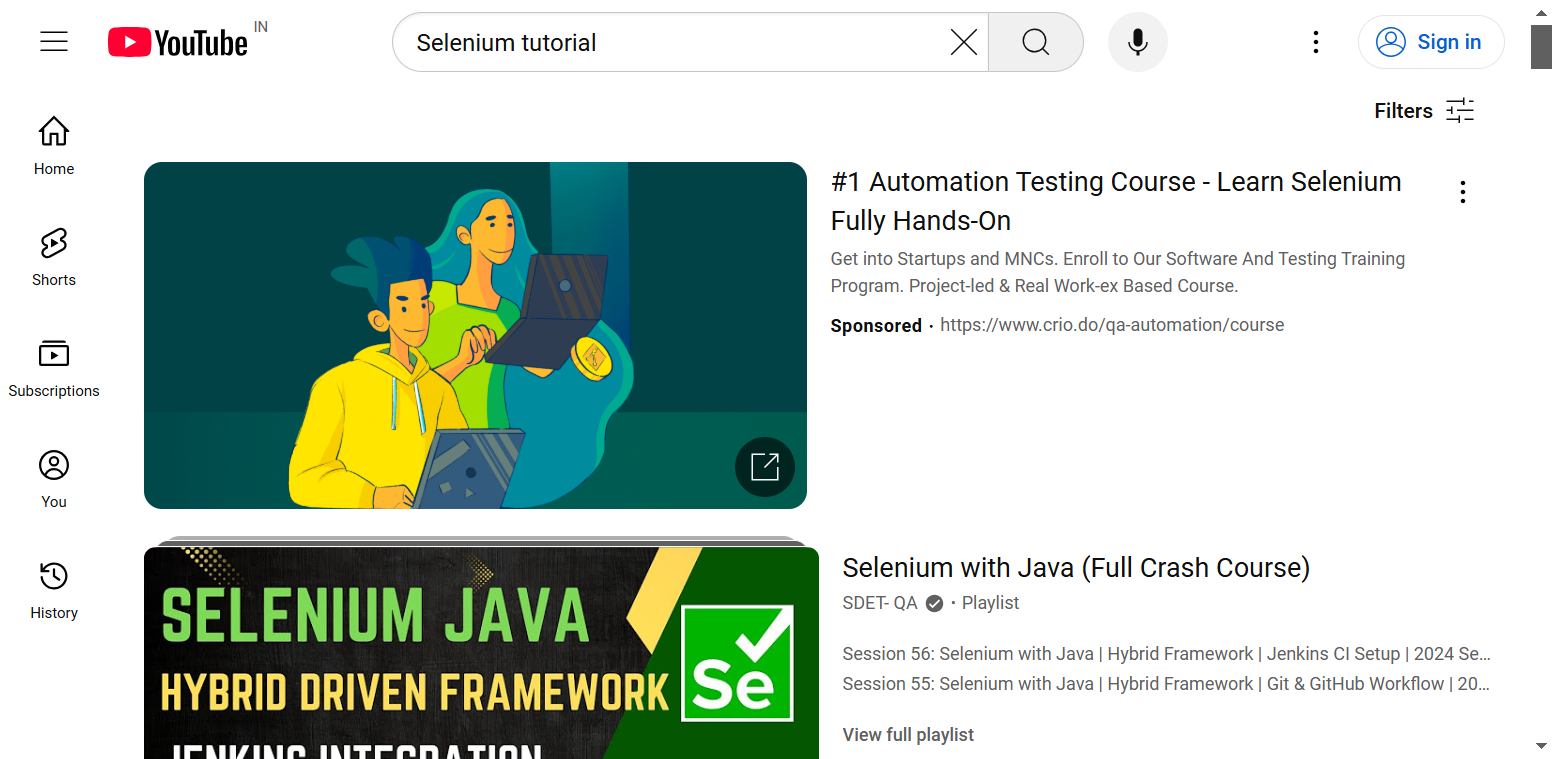 YouTube IN
Selenium tutorial
Sign in
Filters
Home
Shorts
Subscriptions
You
History
#1 Automation Testing Course - Learn Selenium
Fully Hands-On
Get into Startups and MNCs. Enroll to Our Software And Testing Training
Program. Project-led & Real Work-ex Based Course.
Sponsored · https://www.crio.do/qa-automation/course
SELENIUM JAVA
HYBRID DRIVEN FRAMEWORK
Se
JENKINS INTEGRATION
Selenium with Java (Full Crash Course)
SDET- QA • Playlist
Session 56: Selenium with Java | Hybrid Framework | Jenkins CI Setup | 2024 Se...
Session 55: Selenium with Java | Hybrid Framework | Git & GitHub Workflow | 20...
View full playlist